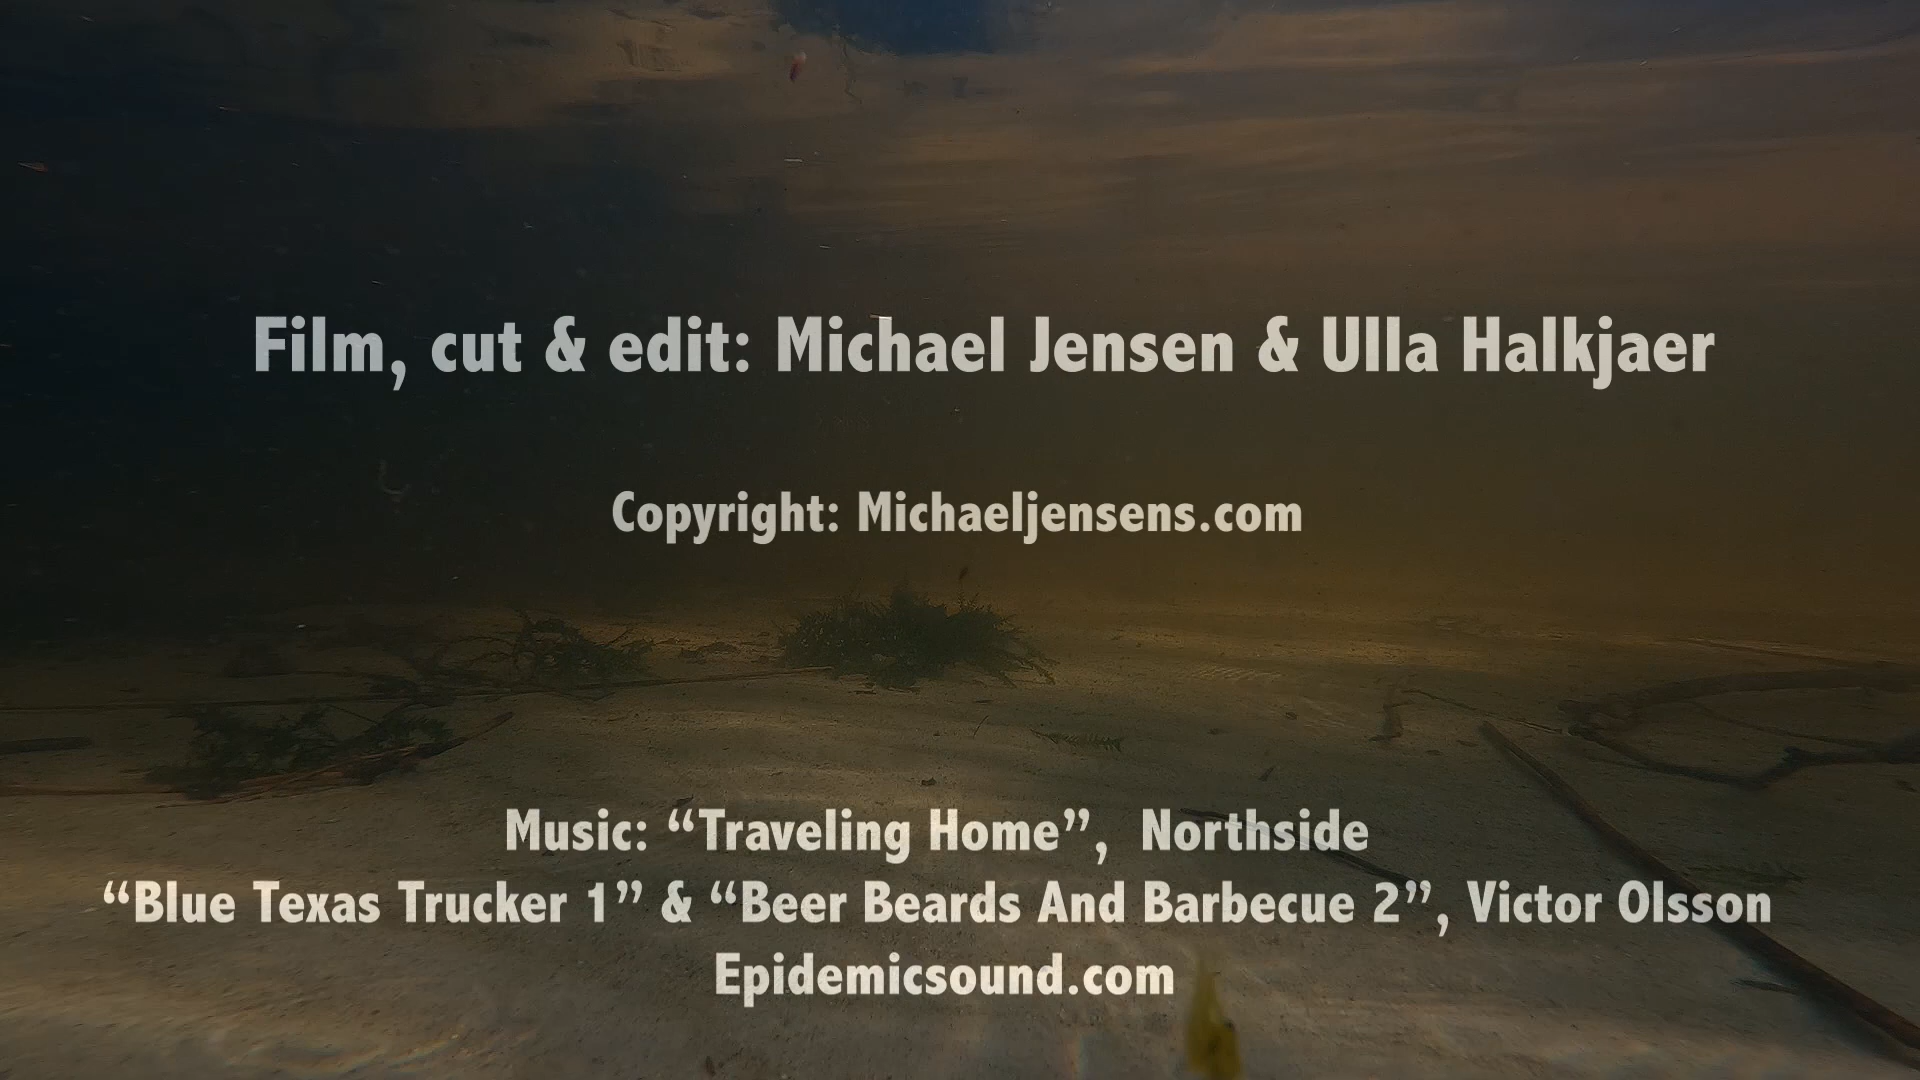 Film, cut & edit: Michael Jensen & Ulla Halkjaer
Copyright: Michaeljensens.com
Music: “Traveling Home”,  Northside
“Blue Texas Trucker 1” & “Beer Beards And Barbecue 2”, Victor Olsson
Epidemicsound.com